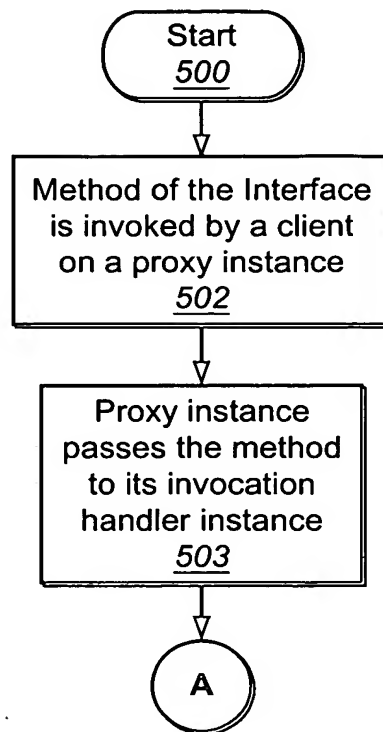 Start
500
Method of the Interface
is invoked by a client
on a proxy instance
502
Proxy instance
passes the method
to its invocation
handler instance
503
A